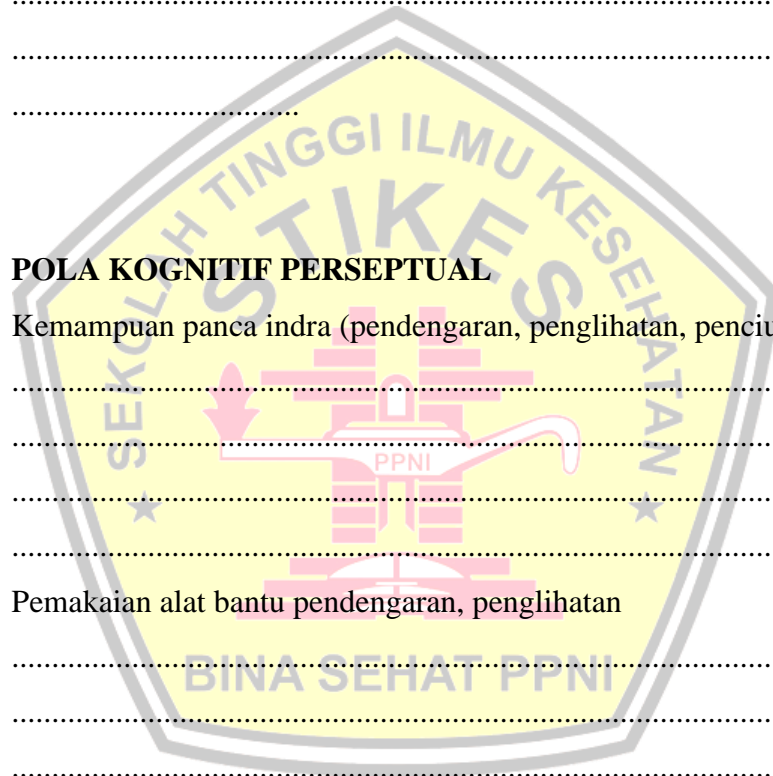 ................................................................................................
................................................................................................
....................................
SEKOLAH TINGGI ILMU KESEHATAN
STIKES
POLA KOGNITIF PERSEPTUAL
Kemampuan panca indra (pendengaran, penglihatan,
................................................................................................
................................................................................................
PPNI
................................................................................................
................................................................................................
Pemakaian alat bantu pendengaran, penglihatan
................................................................................................
BINA SEHAT PPNI
................................................................................................
................................................................................................